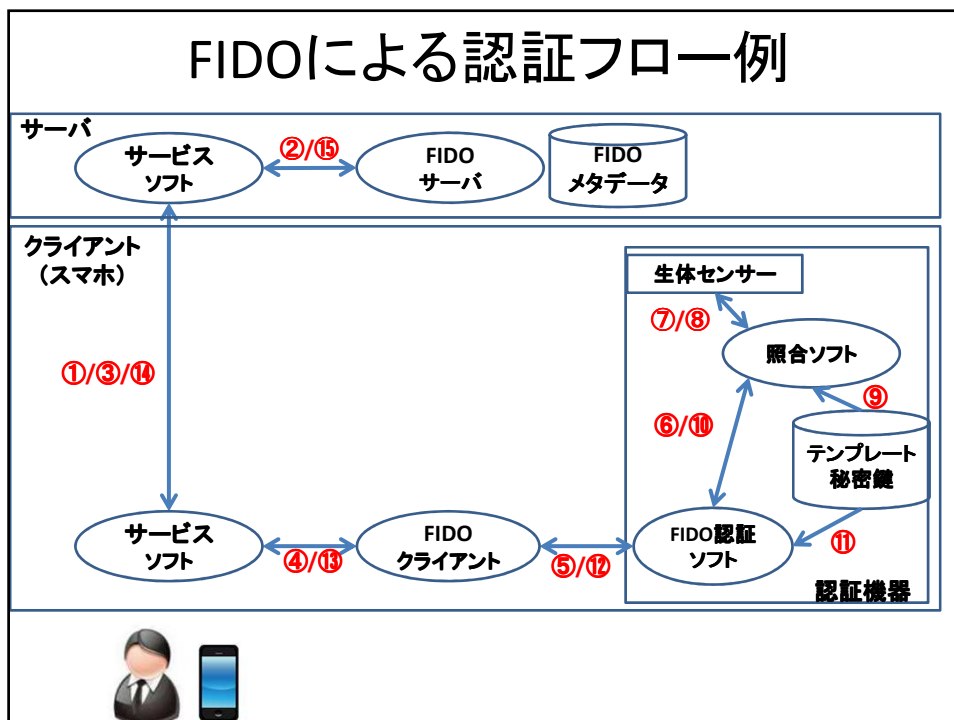 FIDOによる認証フロー例
サーバ
サービス
ソフト
②/⑮
FIDO
サーバ
FIDO
メタデータ
クライアント
（スマホ）
生体センサー
⑦/⑧
照合ソフト
①/③/⑭
⑨
⑥/⑩
テンプレート
秘密鍵
サービス
ソフト
④/⑬
FIDO
クライアント
⑤/⑫
FIDO認証
ソフト
⑪
認証機器